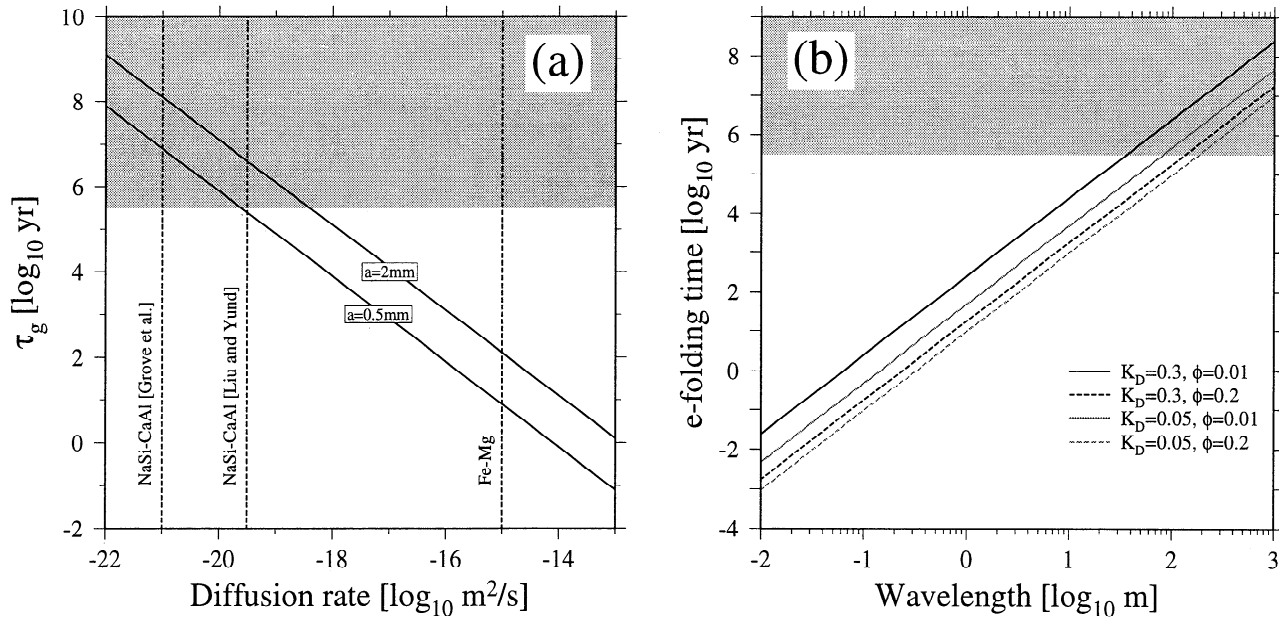 (a)
10
8
6
4
2
0
-2
τg [log10 yr]
a=2mm
a=0.5mm
NaSi-CaAl [Grove et al.]
NaSi-CaAl [Liu and Yund]
Fe-Mg
-22
-20
-18
-16
-14
Diffusion rate [log10 m2/s]
(b)
8
6
4
2
0
-2
-4
e-folding time [log10 yr]
KD=0.3, ϕ=0.01
KD=0.3, ϕ=0.2
KD=0.05, ϕ=0.01
KD=0.05, ϕ=0.2
-2
-1
0
1
2
3
Wavelength [log10 m]